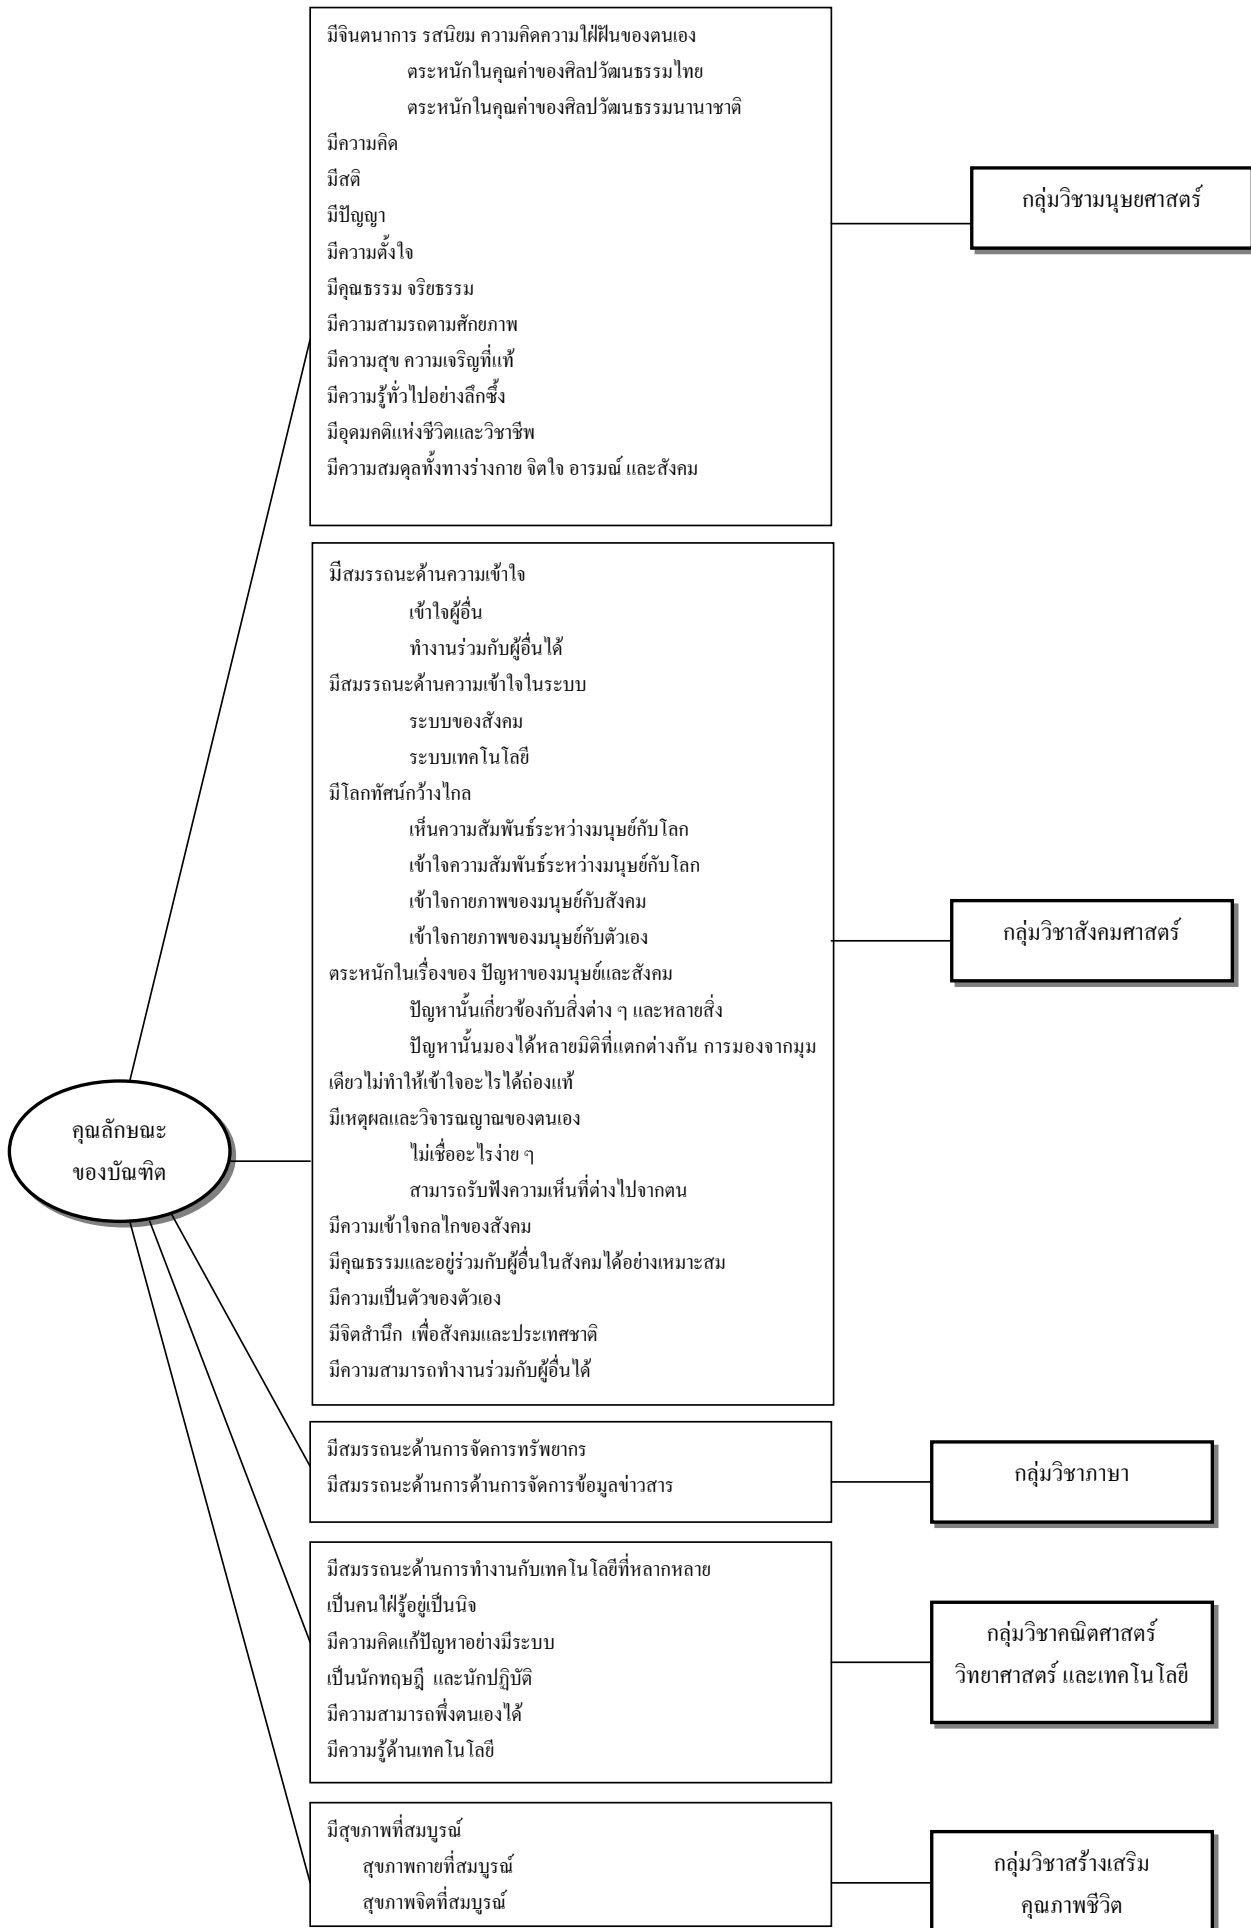 มีจินตนาการ รสนิยม ความคิดความใฝ่ฝันของตนเอง
ตระหนักในคุณค่าของศิลปวัฒนธรรมไทย
ตระหนักในคุณค่าของศิลปวัฒนธรรมนานาชาติ
มีความคิด
มีสติ
มีปัญญา
มีความตั้งใจ
มีคุณธรรม จริยธรรม
มีความสามรถตามศักยภาพ
มีความสุข ความเจริญที่แท้
มีความรู้ทั่วไปอย่างลึกซึ้ง
มีอุดมคติแห่งชีวิตและวิชาชีพ
มีความสมดุลทั้งทางร่างกาย จิตใจ อารมณ์ และสังคม
กลุ่มวิชามนุษยศาสตร์
มีสมรรถนะด้านความเข้าใจ
เข้าใจผู้อื่น
ทำงานร่วมกับผู้อื่นได้
มีสมรรถนะด้านความเข้าใจในระบบ
ระบบของสังคม
ระบบเทคโนโลยี
มีโลกทัศน์กว้างไกล
เห็นความสัมพันธ์ระหว่างมนุษย์กับโลก
เข้าใจความสัมพันธ์ระหว่างมนุษย์กับโลก
เข้าใจกายภาพของมนุษย์กับสังคม
เข้าใจกายภาพของมนุษย์กับตัวเอง
ตระหนักในเรื่องของ ปัญหาของมนุษย์และสังคม
ปัญหานั้นเกี่ยวข้องกับสิ่งต่าง ๆ และหลายสิ่ง
ปัญหานั้นมองได้หลายมิติที่แตกต่างกัน การมองจากมุม
เดียวไม่ทำให้เข้าใจอะไรได้ถ่องแท้
มีเหตุผลและวิจารณญาณของตนเอง
ไม่เชื่ออะไรง่าย ๆ
สามารถรับฟังความเห็นที่ต่างไปจากตน
มีความเข้าใจกลไกของสังคม
มีคุณธรรมและอยู่ร่วมกับผู้อื่นในสังคมได้อย่างเหมาะสม
มีความเป็นตัวของตัวเอง
มีจิตสำนึก เพื่อสังคมและประเทศชาติ
มีความสามารถทำงานร่วมกับผู้อื่นได้
กลุ่มวิชาสังคมศาสตร์
คุณลักษณะ
ของบัณฑิต
มีสมรรถนะด้านการจัดการทรัพยากร
มีสมรรถนะด้านการด้านการจัดการข้อมูลข่าวสาร
กลุ่มวิชาภาษา
มีสมรรถนะด้านการทำงานกับเทคโนโลยีที่หลากหลาย
เป็นคนใฝ่รู้อยู่เป็นนิจ
มีความคิดแก้ปัญหาอย่างมีระบบ
เป็นนักทฤษฎี และนักปฏิบัติ
มีความสามารถพึ่งตนเองได้
มีความรู้ด้านเทคโนโลยี
กลุ่มวิชาคณิตศาสตร์
วิทยาศาสตร์ และเทคโนโลยี
มีสุขภาพที่สมบูรณ์
สุขภาพกายที่สมบูรณ์
สุขภาพจิตที่สมบูรณ์
กลุ่มวิชาสร้างเสริม
คุณภาพชีวิต